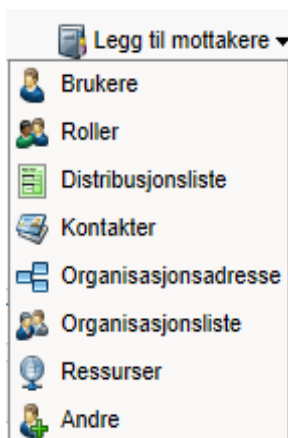 Legg til mottakere
Brukere
Roller
Distribusjonsliste
Kontakter
Organisasjonsadresse
Organisasjonsliste
Ressurser
Andre